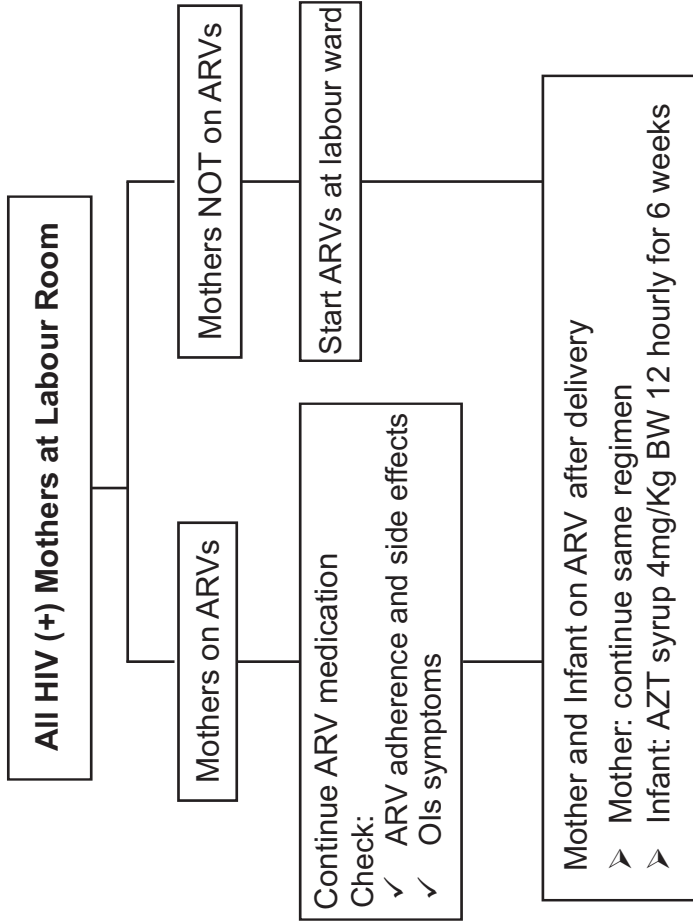 All HIV (+) Mothers at Labour Room
Mothers on ARVs
Mothers NOT on ARVs
Continue ARV medication
Check:
✓ ARV adherence and side effects
✓ OIs symptoms
Start ARVs at labour ward
Mother and Infant on ARV after delivery
➢ Mother: continue same regimen
➢ Infant: AZT syrup 4mg/Kg BW 12 hourly for 6 weeks